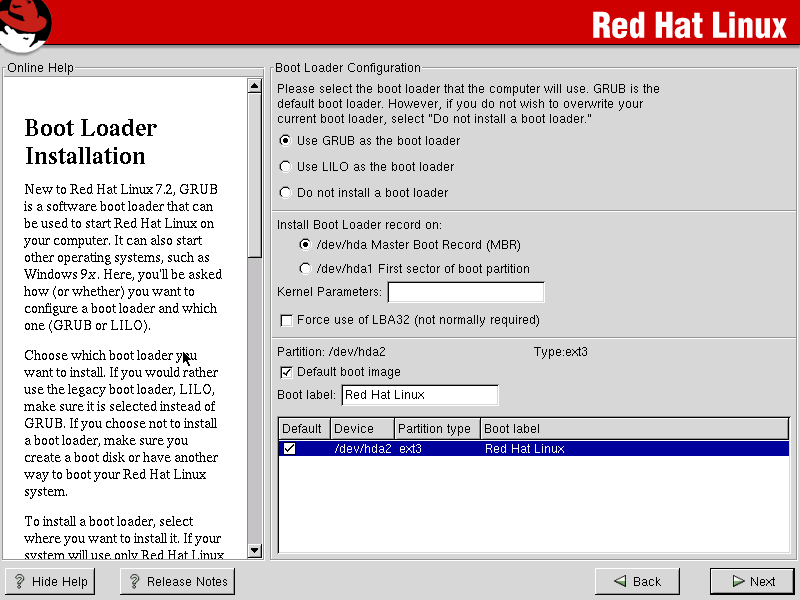 Red Hat Linux
Online Help
Boot Loader
Installation
New to Red Hat Linux 7.2, GRUB
is a software boot loader that can
be used to start Red Hat Linux on
your computer. It can also start
other operating systems, such as
Windows 9x. Here, you'll be asked
how (or whether) you want to
configure a boot loader and which
one (GRUB or LILO).
Choose which boot loader you
want to install. If you would rather
use the legacy boot loader, LILO,
make sure it is selected instead of
GRUB. If you choose not to install
a boot loader, make sure you
create a boot disk or have another
way to boot your Red Hat Linux
system.
To install a boot loader, select
where you want to install it. If your
system will use only Red Hat Linux
Boot Loader Configuration
Please select the boot loader that the computer will use. GRUB is the
default boot loader. However, if you do not wish to overwrite your
current boot loader, select "Do not install a boot loader."
Use GRUB as the boot loader
Use LILO as the boot loader
Do not install a boot loader
Install Boot Loader record on:
/dev/hda Master Boot Record (MBR)
/dev/hda1 First sector of boot partition
Kernel Parameters:
Force use of LBA32 (not normally required)
Partition: /dev/hda2 Type:ext3
Default boot image
Boot label: Red Hat Linux
Default Device Partition type Boot label
/dev/hda2 ext3 Red Hat Linux
Hide Help Release Notes Back Next